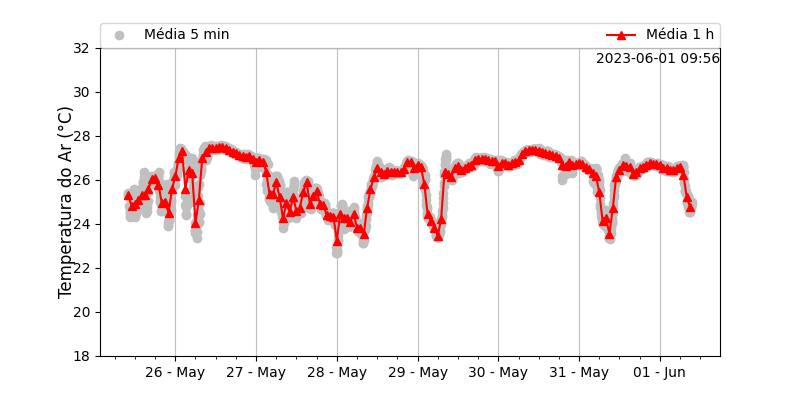 Média 5 min
Média 1 h
2023-06-01 09:56
Temperatura do Ar (°C)
32
30
28
26
24
22
20
18
26 - May
27 - May
28 - May
29 - May
30 - May
31 - May
01 - Jun